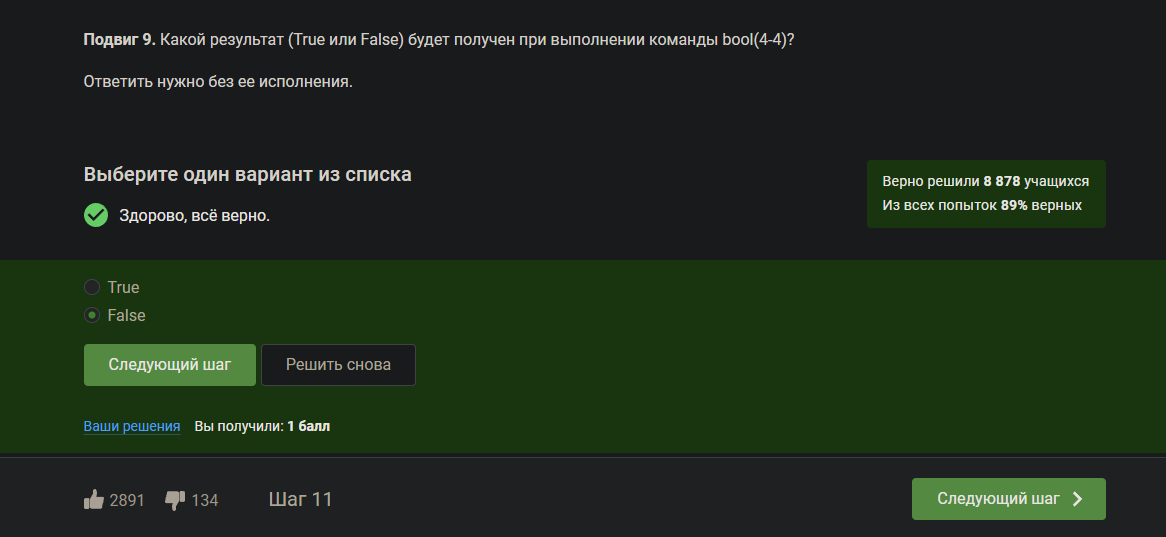 Подвиг 9. Какой результат (True или False) будет получен при выполнении команды bool(4-4)?
Ответить нужно без ее исполнения.
Выберите один вариант из списка
Здорово, всё верно.
Верно решили 8 878 учащихся
Из всех попыток 89% верных
True
False
Следующий шаг
Решить снова
Ваши решения Вы получили: 1 балл
2891
134
Шаг 11
Следующий шаг